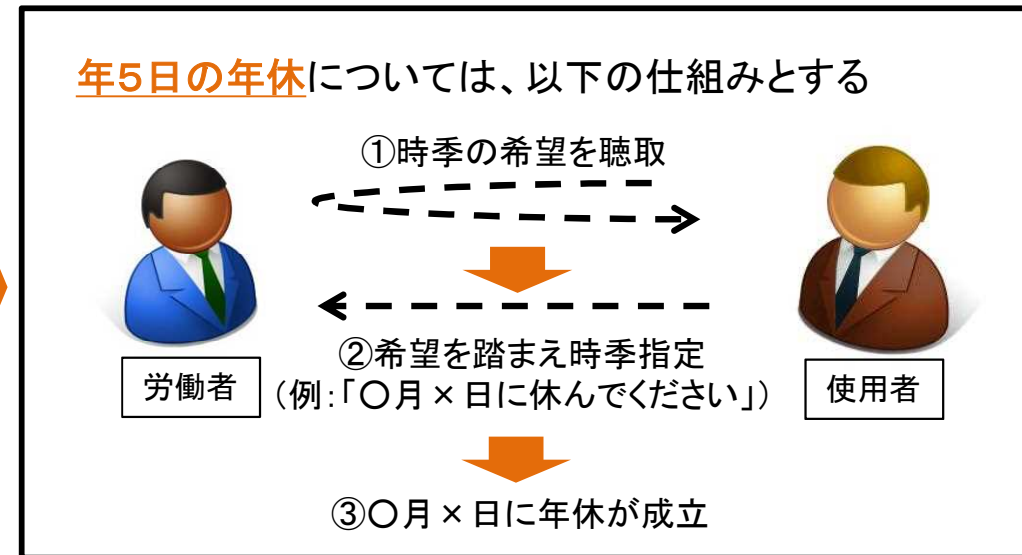 年5日の年休については、以下の仕組みとする
①時季の希望を聴取
②希望を踏まえ時季指定
(例:「〇月×日に休んでください」)
労働者
使用者
③〇月×日に年休が成立